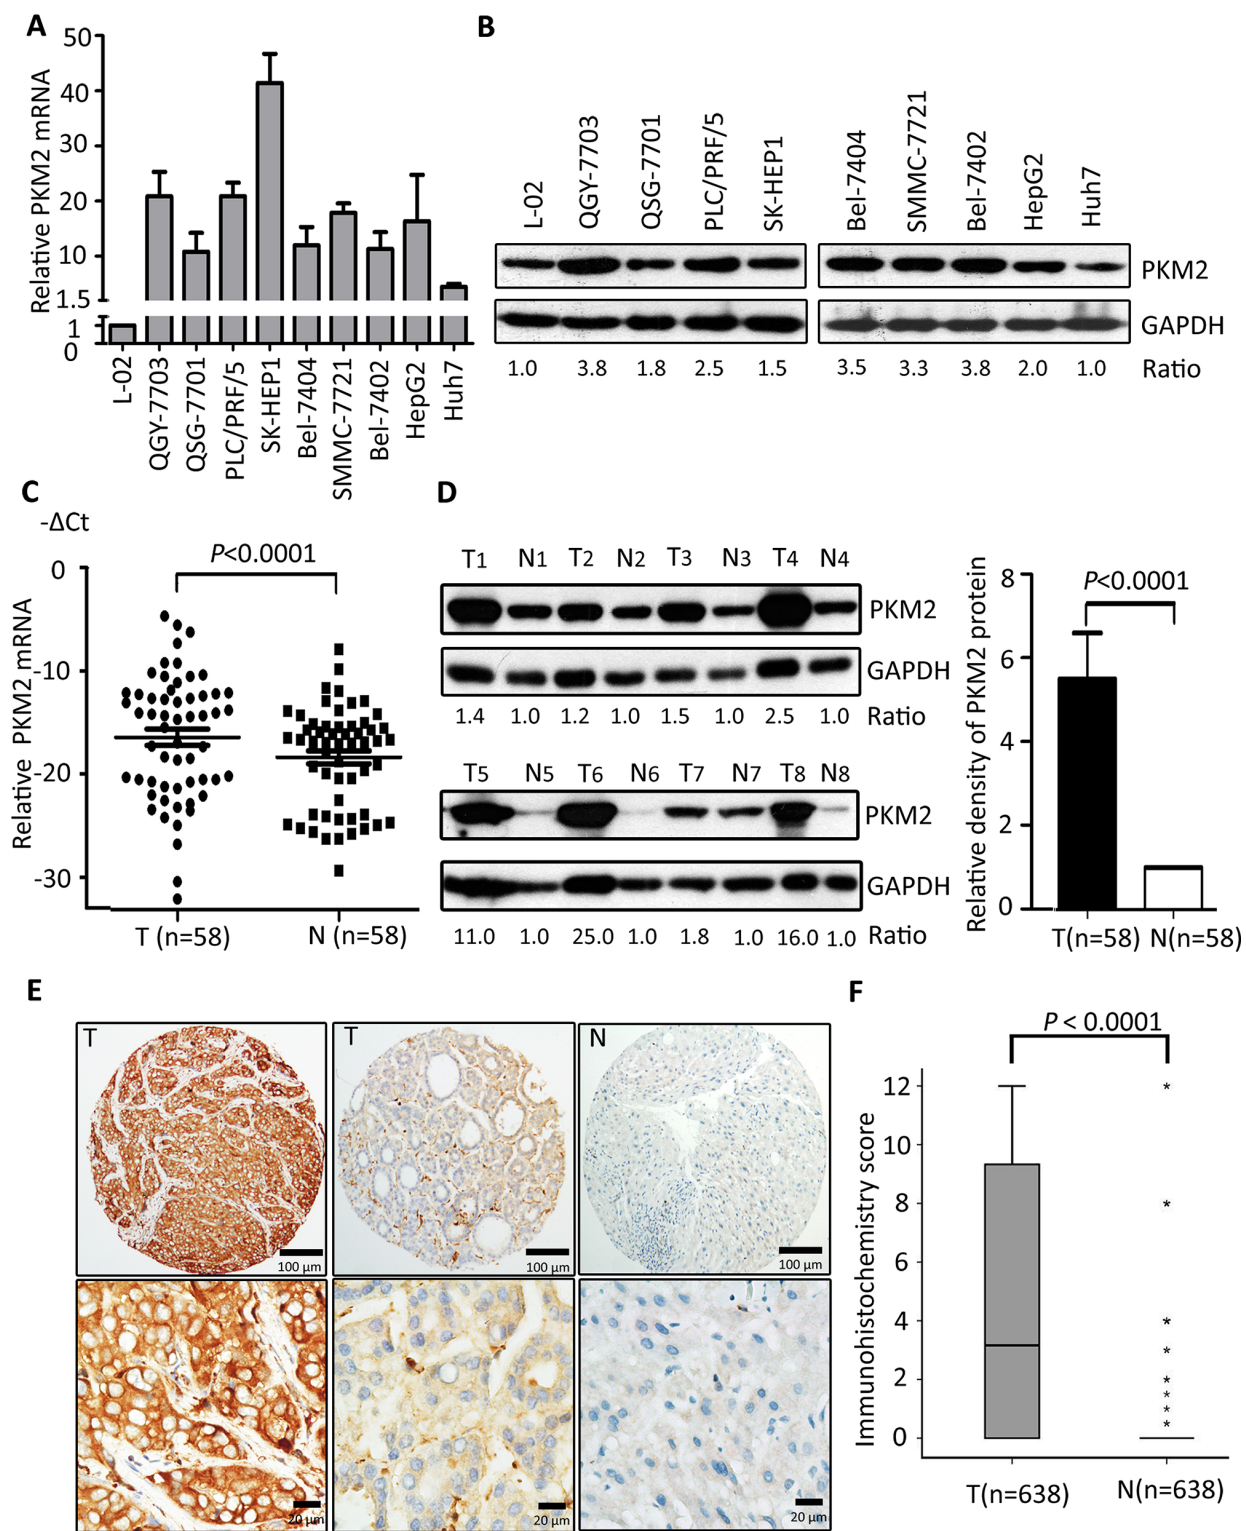 A
Relative PKM2 mRNA
50
40
30
20
10
1.5
1
0
L-02
QGY-7703
QSG-7701
PLC/PRF/5
SK-HEP1
Bel-7404
SMMC-7721
Bel-7402
HepG2
Huh7
B
L-02
QGY-7703
QSG-7701
PLC/PRF/5
SK-HEP1
Bel-7404
SMMC-7721
Bel-7402
HepG2
Huh7
PKM2
GAPDH
1.0 3.8 1.8 2.5 1.5 3.5 3.3 3.8 2.0 1.0 Ratio
C
-ΔCt
P<0.0001
Relative PKM2 mRNA
0
-10
-20
-30
T (n=58) N (n=58)
D
T1 N1 T2 N2 T3 N3 T4 N4
PKM2
GAPDH
1.4 1.0 1.2 1.0 1.5 1.0 2.5 1.0 Ratio
T5 N5 T6 N6 T7 N7 T8 N8
PKM2
GAPDH
11.0 1.0 25.0 1.0 1.8 1.0 16.0 1.0 Ratio
Relative density of PKM2 protein
8
6
4
2
0
P<0.0001
T(n=58) N(n=58)
E
T
100 µm
T
100 µm
N
100 µm
20 µm
20 µm
20 µm
F
P < 0.0001
Immunohistochemistry score
12
10
8
6
4
2
0
*
*
*
*
*
*
*
*
T(n=638) N(n=638)